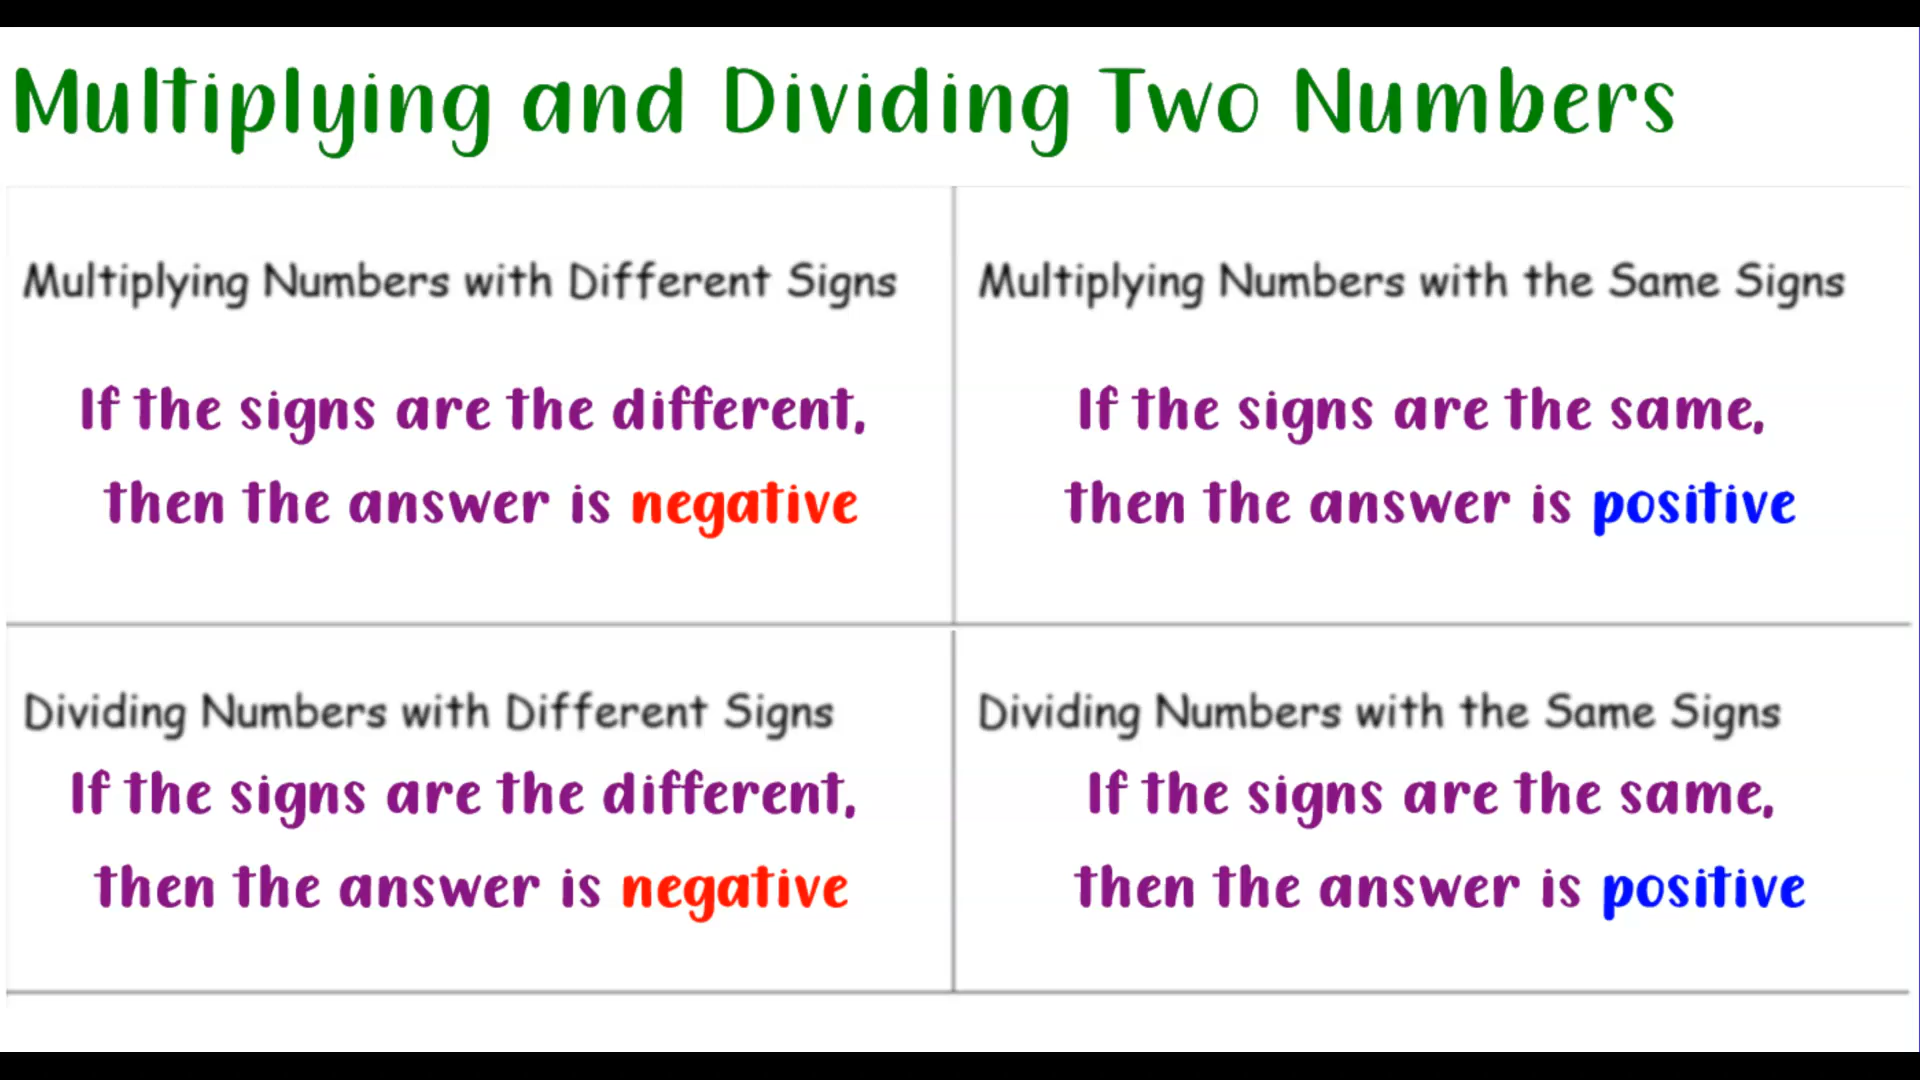 Multiplying and Dividing Two Numbers
Multiplying Numbers with Different Signs
If the signs are the different,
then the answer is negative
Multiplying Numbers with the Same Signs
If the signs are the same,
then the answer is positive
Dividing Numbers with Different Signs
If the signs are the different,
then the answer is negative
Dividing Numbers with the Same Signs
If the signs are the same,
then the answer is positive